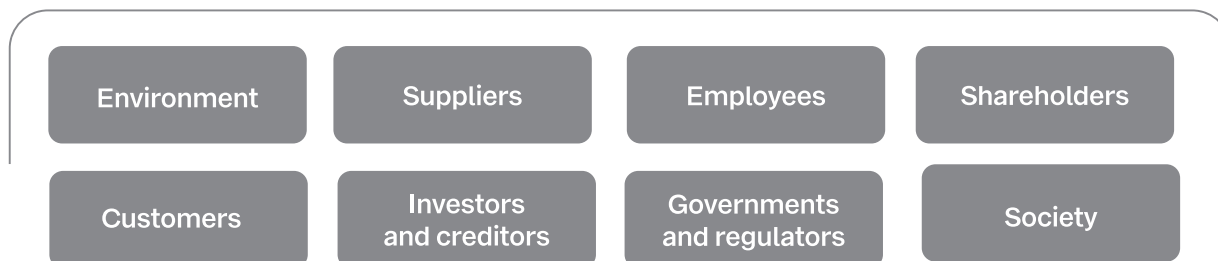 Environment
Suppliers
Employees
Shareholders
Customers
Investors
and creditors
Governments
and regulators
Society